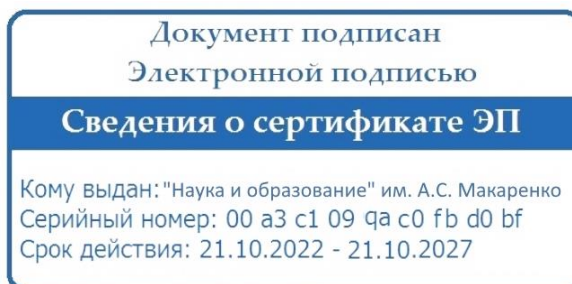 Документ подписан
Электронной подписью
Сведения о сертификате ЭП
Кому выдан: "Наука и образование" им. А.С. Макаренко
Серийный номер: 00 a3 c1 09 qa c0 fb d0 bf
Срок действия: 21.10.2022 - 21.10.2027